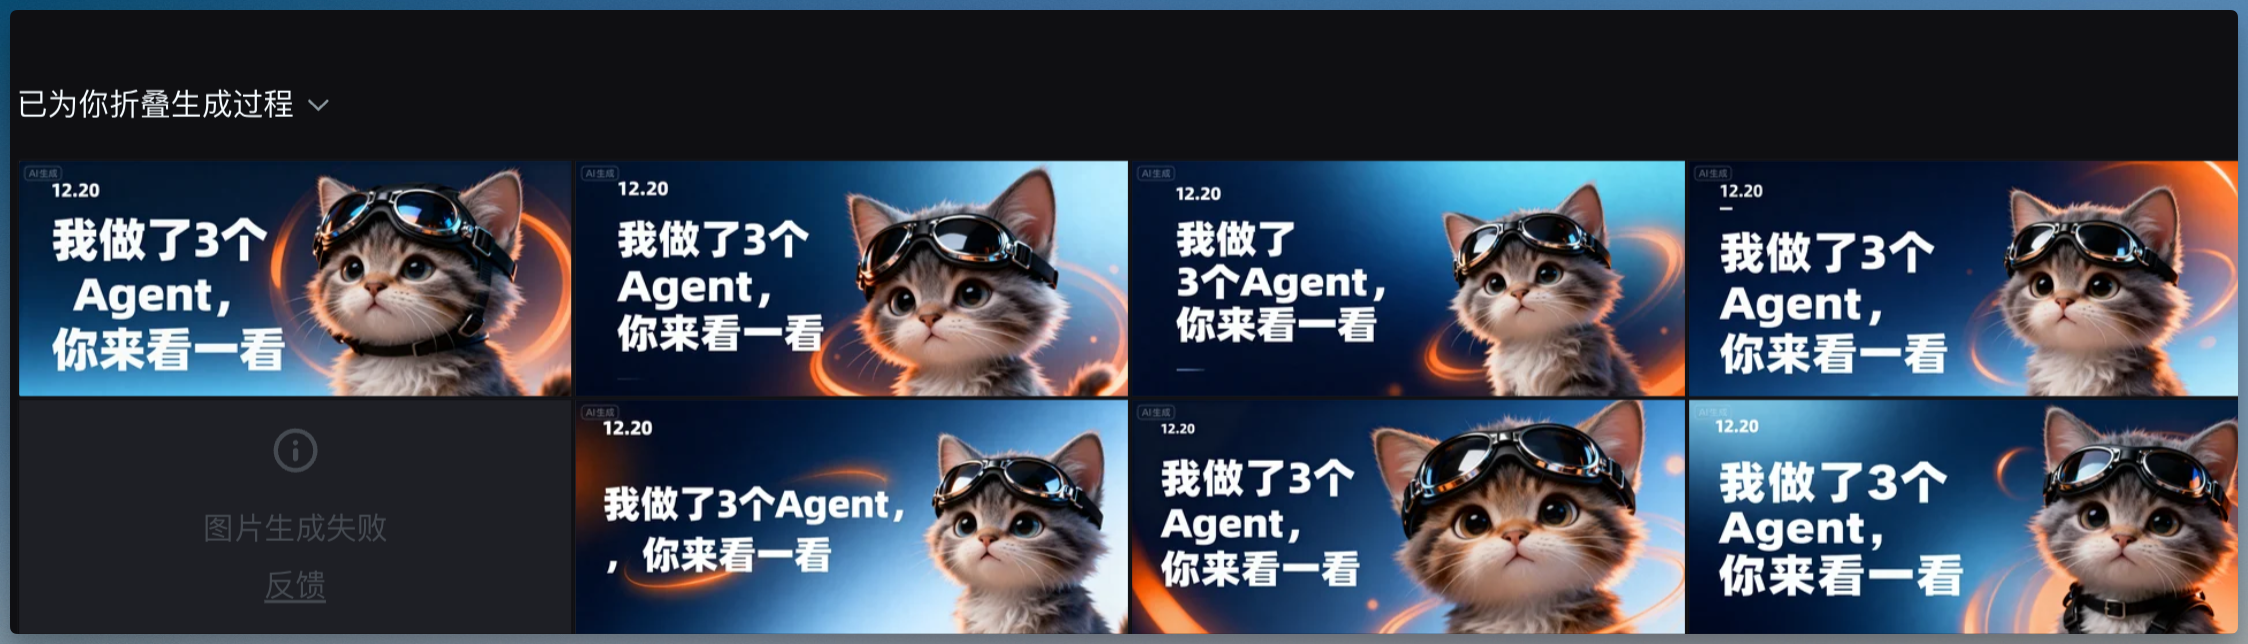 已为你折叠生成过程
AI生成
12.20
我做了3个
Agent，
你来看一看
AI生成
12.20
我做了3个
Agent，
你来看一看
AI生成
12.20
我做了
3个Agent，
你来看一看
AI生成
12.20
我做了3个
Agent，
你来看一看
图片生成失败
反馈
AI生成
12.20
我做了3个Agent，
，你来看一看
AI生成
12.20
我做了3个
Agent，
你来看一看
AI生成
12.20
我做了3个
Agent，
你来看一看